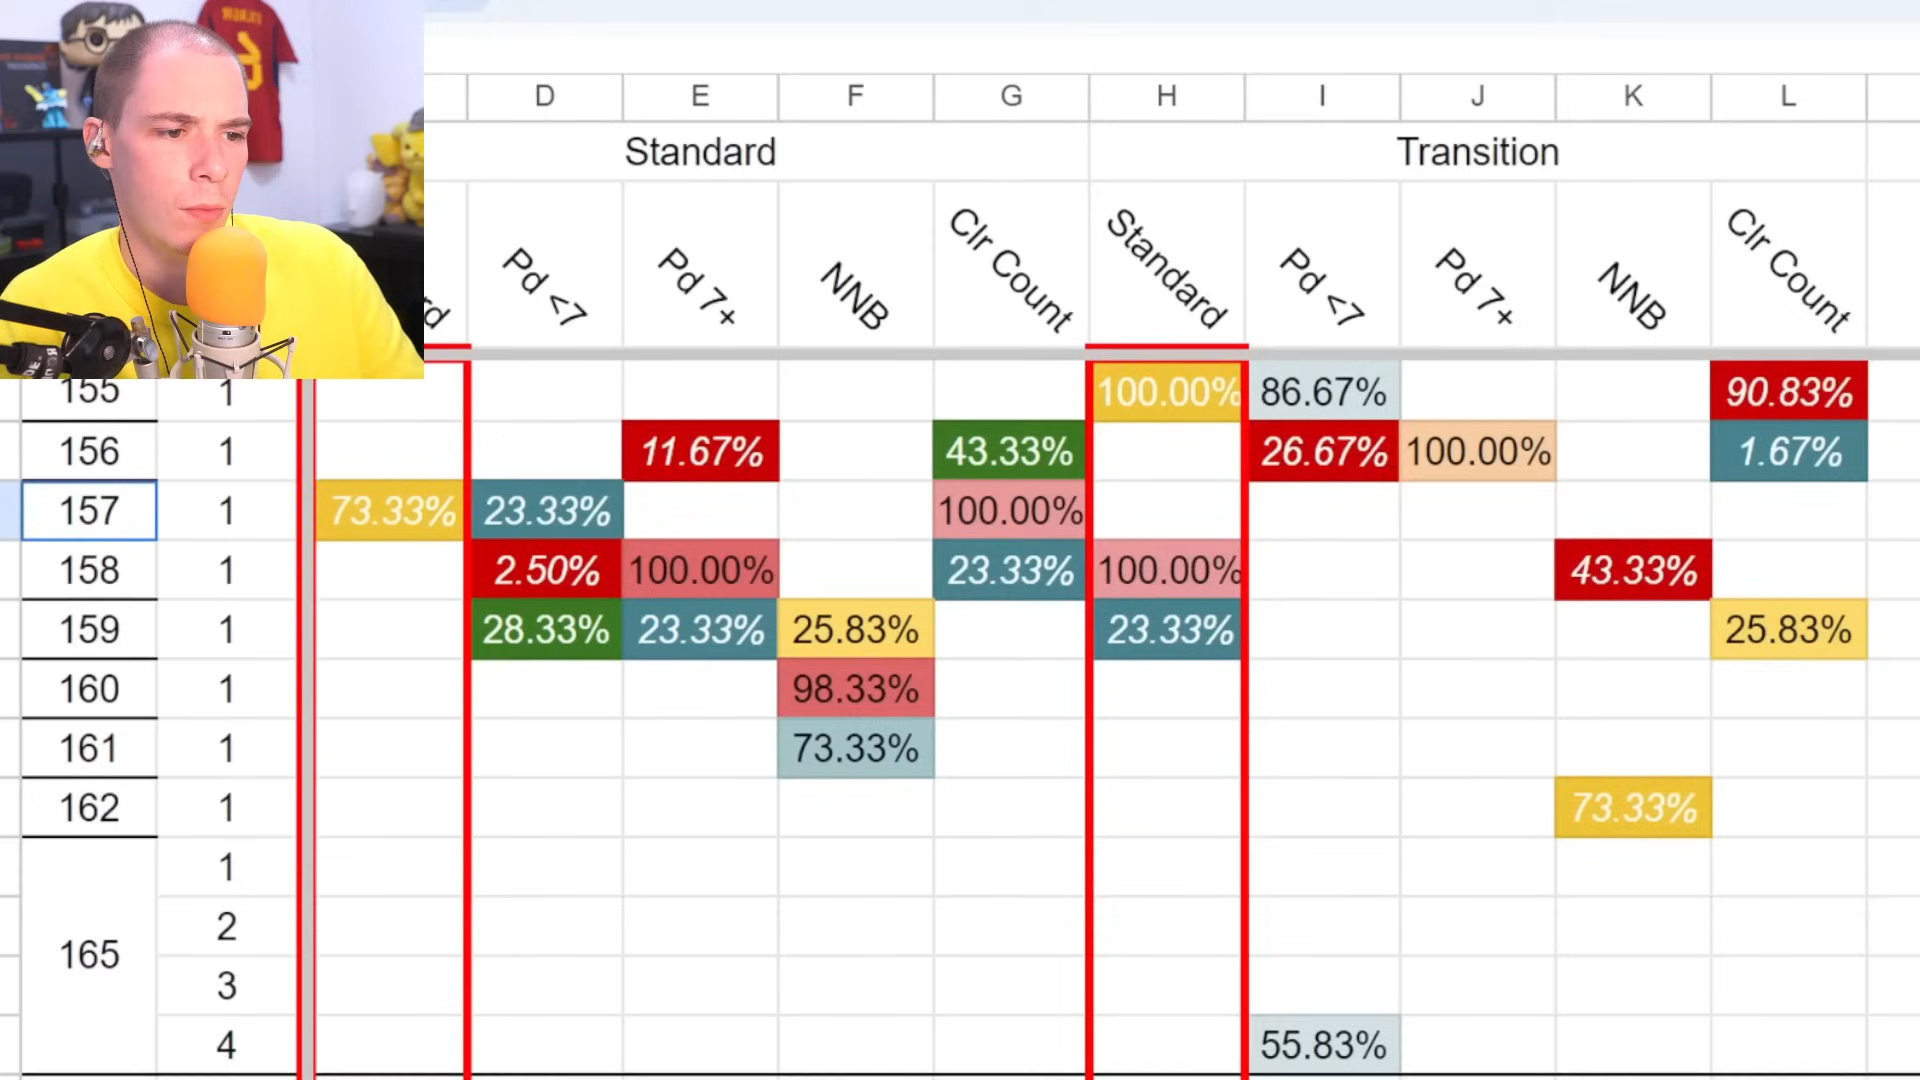 D E F G H I J K L
Standard Transition
rd Pd <7 Pd 7+ NNB Clr Count Standard Pd <7 Pd 7+ NNB Clr Count
155 1 100.00% 86.67% 90.83%
156 1 11.67% 43.33% 26.67% 100.00% 1.67%
157 1 73.33% 23.33% 100.00%
158 1 2.50% 100.00% 23.33% 100.00% 43.33%
159 1 28.33% 23.33% 25.83% 23.33% 25.83%
160 1 98.33%
161 1 73.33%
162 1 73.33%
1
2
165
3
4 55.83%